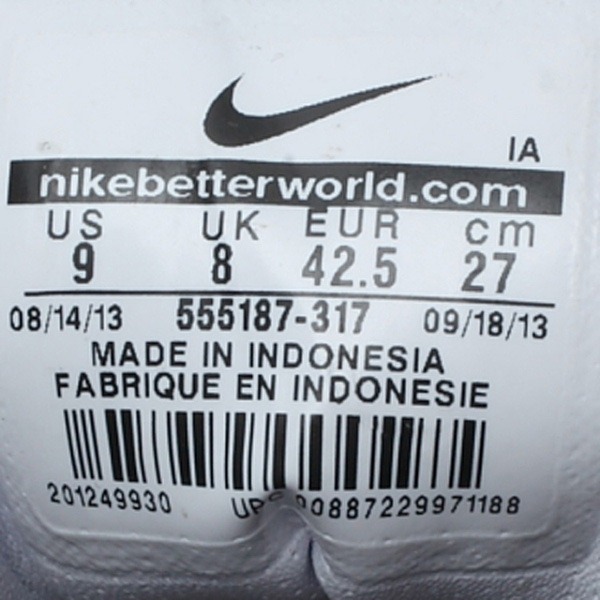 IA
nikebetterworld.com
US UK EUR cm
9 8 42.5 27
08/14/13 555187-317 09/18/13
MADE IN INDONESIA
FABRIQUE EN INDONESIE
201249930 00887229971188